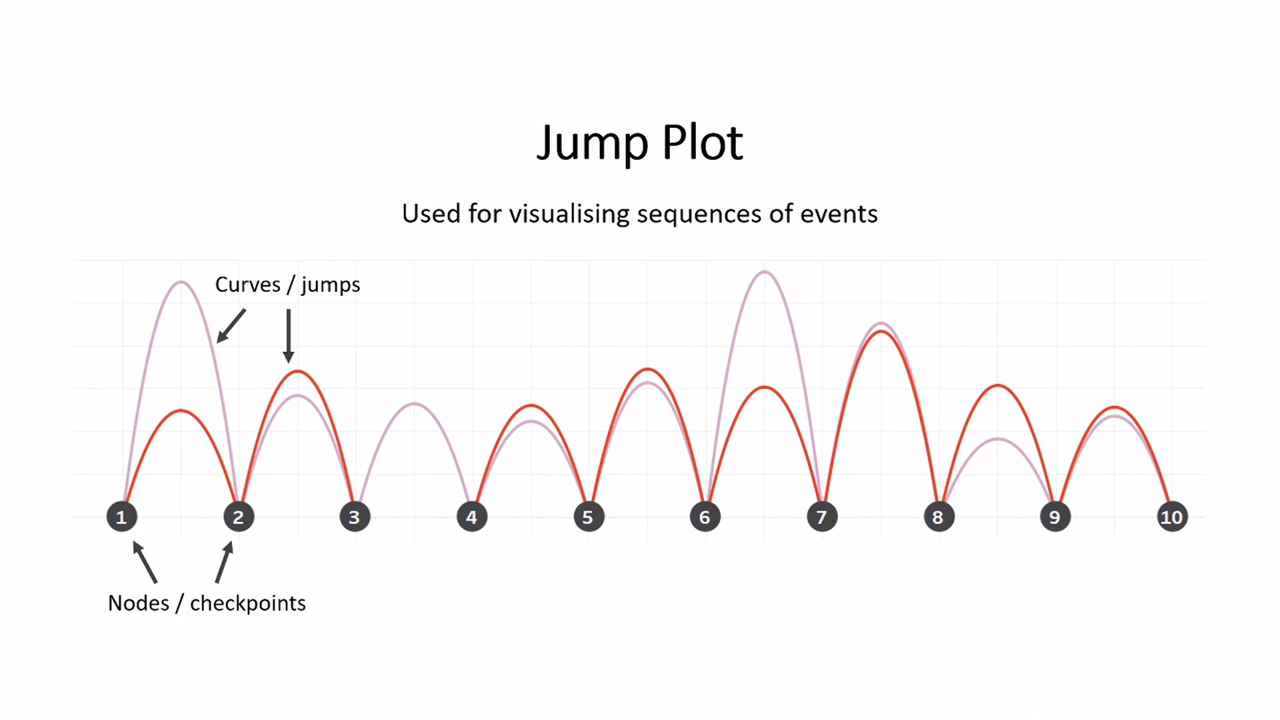 Jump Plot
Used for visualising sequences of events
Curves / jumps
1 2 3 4 5 6 7 8 9 10
Nodes / checkpoints